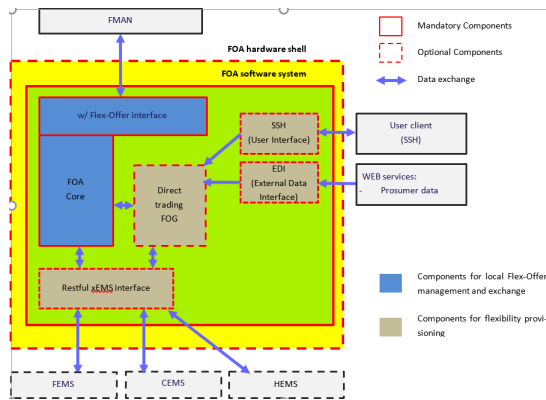 FMAN
Mandatory Components
FOA hardware shell
Optional Components
FOA software system
Data exchange
w/ Flex-Offer interface
SSH
(User Interface)
User client
(SSH)
EDI
(External Data
Interface)
WEB services:
- Prosumer data
FOA
Core
Direct
trading
FOG
Restful xEMS interface
Components for local Flex-Offer
management and exchange
Components for flexibility provi-
sioning
FEMS
CEMS
HEMS